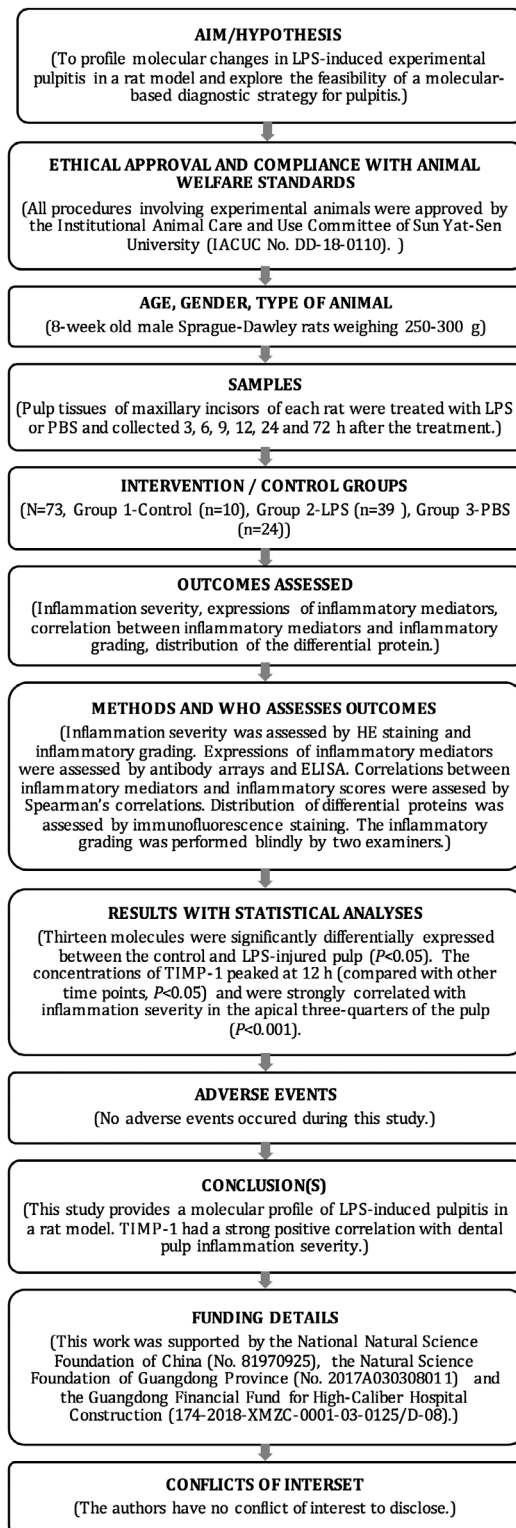 AIM/HYPOTHESIS
(To profile molecular changes in LPS-induced experimental
pulpitis in a rat model and explore the feasibility of a molecular-
based diagnostic strategy for pulpitis.)
ETHICAL APPROVAL AND COMPLIANCE WITH ANIMAL
WELFARE STANDARDS
(All procedures involving experimental animals were approved by
the Institutional Animal Care and Use Committee of Sun Yat-Sen
University (IACUC No. DD-18-0110). )
AGE, GENDER, TYPE OF ANIMAL
(8-week old male Sprague-Dawley rats weighing 250-300 g)
SAMPLES
(Pulp tissues of maxillary incisors of each rat were treated with LPS
or PBS and collected 3, 6, 9, 12, 24 and 72 h after the treatment.)
INTERVENTION / CONTROL GROUPS
(N=73, Group 1-Control (n=10), Group 2-LPS (n=39 ), Group 3-PBS
(n=24))
OUTCOMES ASSESSED
(Inflammation severity, expressions of inflammatory mediators,
correlation between inflammatory mediators and inflammatory
grading, distribution of the differential protein.)
METHODS AND WHO ASSESSES OUTCOMES
(Inflammation severity was assessed by HE staining and
inflammatory grading. Expressions of inflammatory mediators
were assessed by antibody arrays and ELISA. Correlations between
inflammatory mediators and inflammatory scores were assesed by
Spearman's correlations. Distribution of differential proteins was
assessed by immunofluorescence staining. The inflammatory
grading was performed blindly by two examiners.)
RESULTS WITH STATISTICAL ANALYSES
(Thirteen molecules were significantly differentially expressed
between the control and LPS-injured pulp (P<0.05). The
concentrations of TIMP-1 peaked at 12 h (compared with other
time points, P<0.05) and were strongly correlated with
inflammation severity in the apical three-quarters of the pulp
(P<0.001).
ADVERSE EVENTS
(No adverse events occured during this study.)
CONCLUSION(S)
(This study provides a molecular profile of LPS-induced pulpitis in
a rat model. TIMP-1 had a strong positive correlation with dental
pulp inflammation severity.)
FUNDING DETAILS
(This work was supported by the National Natural Science
Foundation of China (No. 81970925), the Natural Science
Foundation of Guangdong Province (No. 2017A030308011) and
the Guangdong Financial Fund for High-Caliber Hospital
Construction (174-2018-XMZC-0001-03-0125/D-08).)
CONFLICTS OF INTERSET
(The authors have no conflict of interest to disclose.)